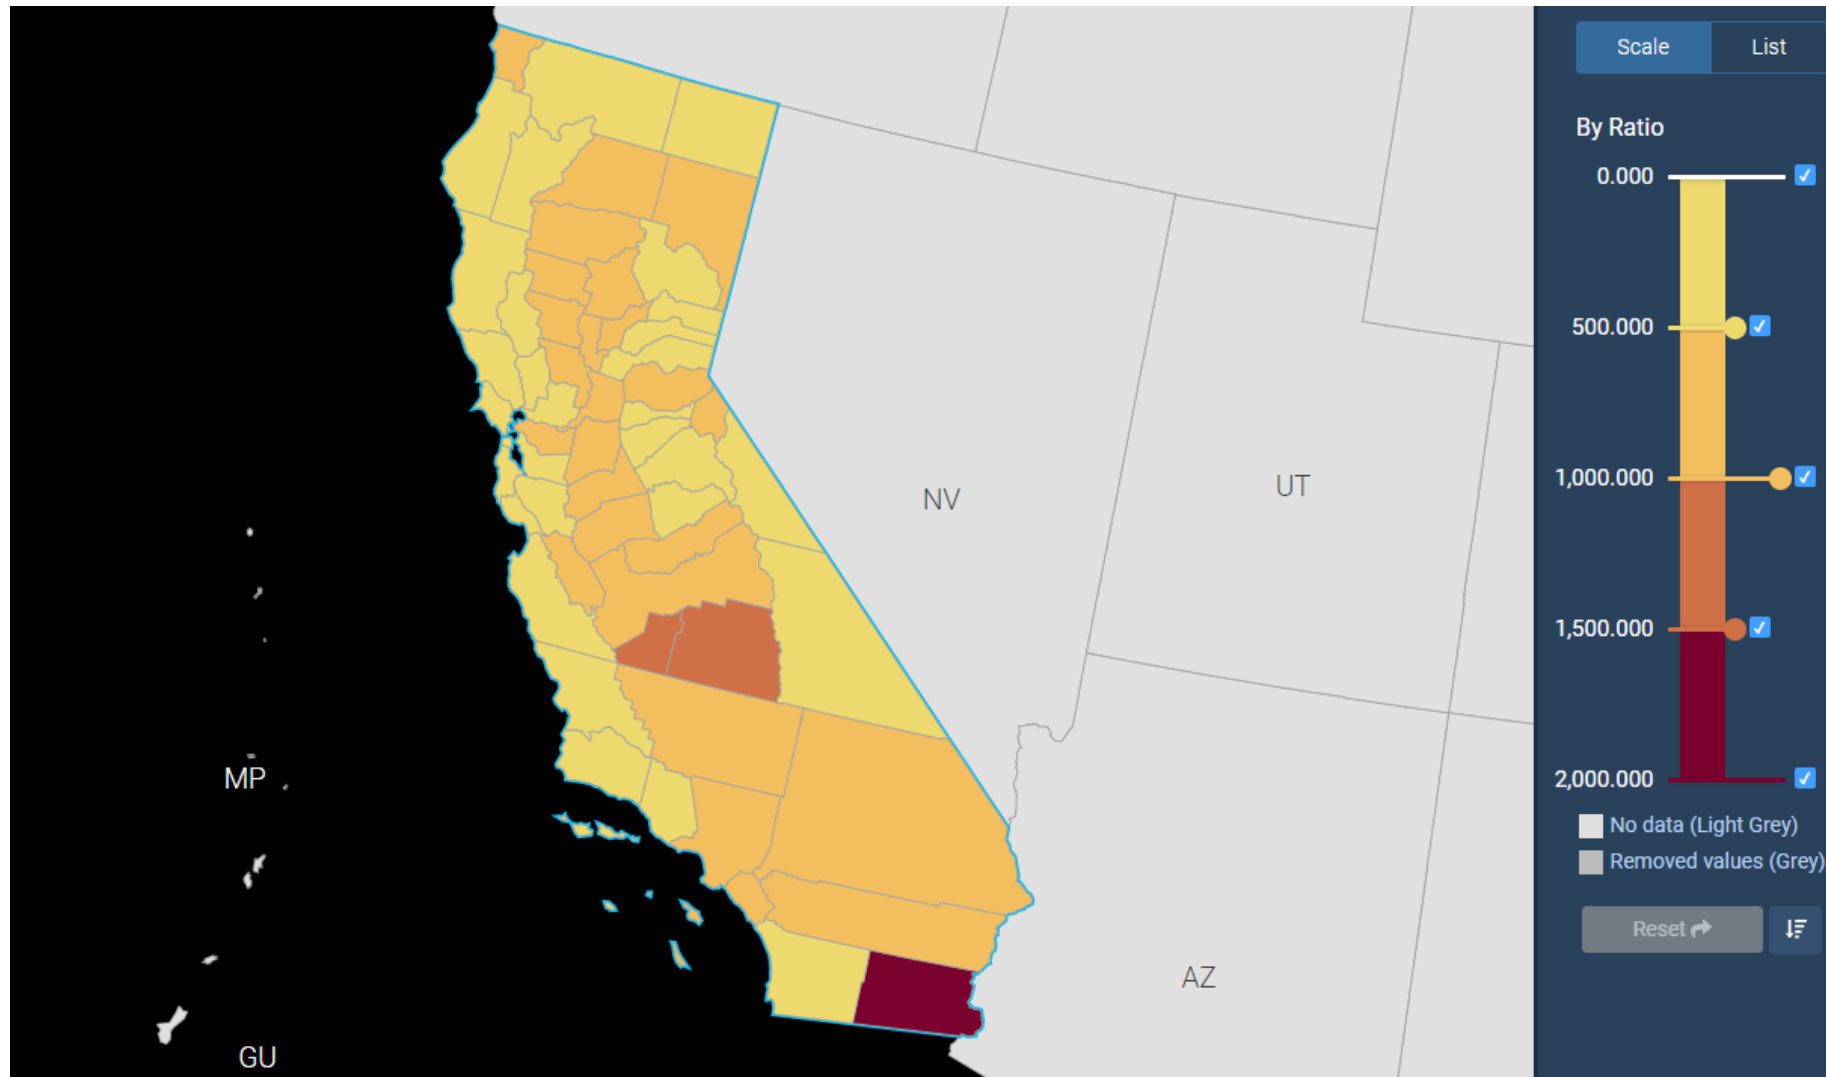 Scale List
By Ratio
0.000
500.000
1,000.000
1,500.000
2,000.000
No data (Light Grey)
Removed values (Grey)
Reset
NV
UT
AZ
MP
GU